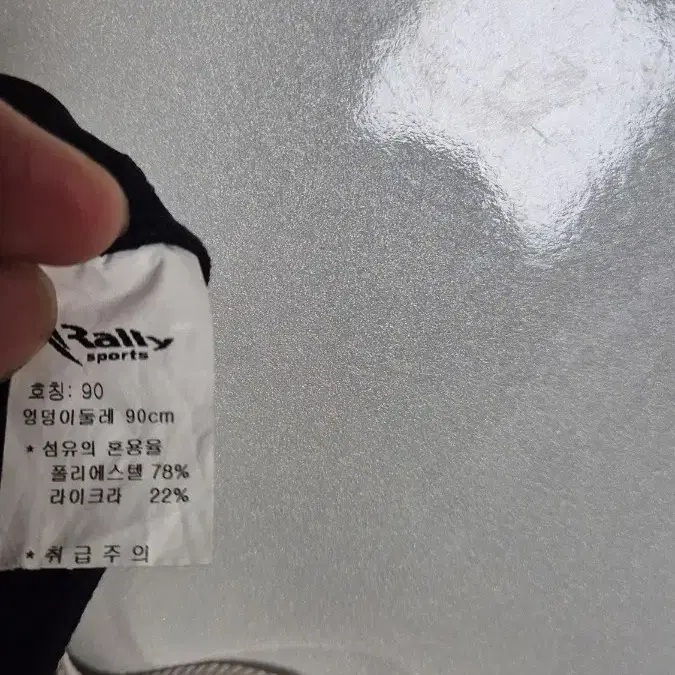 Rally
sports
호칭: 90
엉덩이둘레 90cm
* 섬유의 혼용율
폴리에스텔 78%
라이크라 22%
* 취급주의